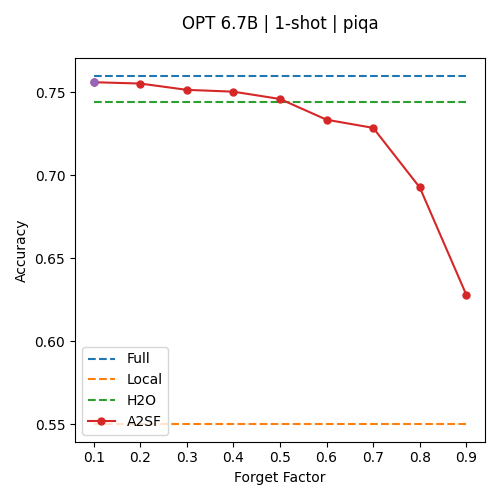 OPT 6.7B | 1-shot | piqa
Accuracy
0.75
0.70
0.65
0.60
0.55
Full
Local
H2O
A2SF
0.1 0.2 0.3 0.4 0.5 0.6 0.7 0.8 0.9
Forget Factor